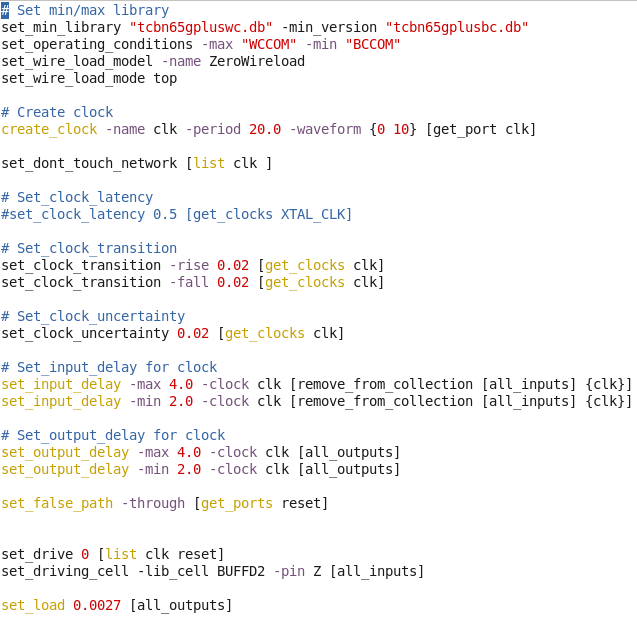 # Set min/max library
set_min_library "tcbn65gpluswc.db" -min_version "tcbn65gplusbc.db"
set_operating_conditions -max "WCCOM" -min "BCCOM"
set_wire_load_model -name ZeroWireload
set_wire_load_mode top
# Create clock
create_clock -name clk -period 20.0 -waveform {0 10} [get_port clk]
set_dont_touch_network [list clk ]
# Set_clock_latency
#set_clock_latency 0.5 [get_clocks XTAL_CLK]
# Set_clock_transition
set_clock_transition -rise 0.02 [get_clocks clk]
set_clock_transition -fall 0.02 [get_clocks clk]
# Set_clock_uncertainty
set_clock_uncertainty 0.02 [get_clocks clk]
# Set_input_delay for clock
set_input_delay -max 4.0 -clock clk [remove_from_collection [all_inputs] {clk}]
set_input_delay -min 2.0 -clock clk [remove_from_collection [all_inputs] {clk}]
# Set_output_delay for clock
set_output_delay -max 4.0 -clock clk [all_outputs]
set_output_delay -min 2.0 -clock clk [all_outputs]
set_false_path -through [get_ports reset]
set_drive 0 [list clk reset]
set_driving_cell -lib_cell BUFFD2 -pin Z [all_inputs]
set_load 0.0027 [all_outputs]